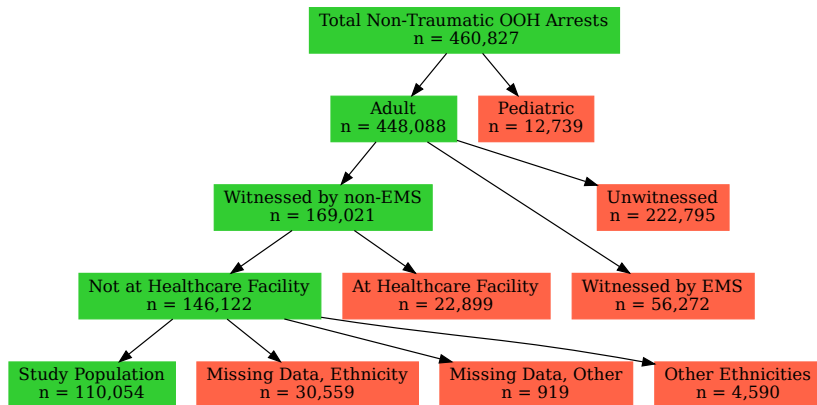 Total Non-Traumatic OOH Arrests
n = 460,827
Adult
n = 448,088
Pediatric
n = 12,739
Witnessed by non-EMS
n = 169,021
Unwitnessed
n = 222,795
Not at Healthcare Facility
n = 146,122
At Healthcare Facility
n = 22,899
Witnessed by EMS
n = 56,272
Study Population
n = 110,054
Missing Data, Ethnicity
n = 30,559
Missing Data, Other
n = 919
Other Ethnicities
n = 4,590